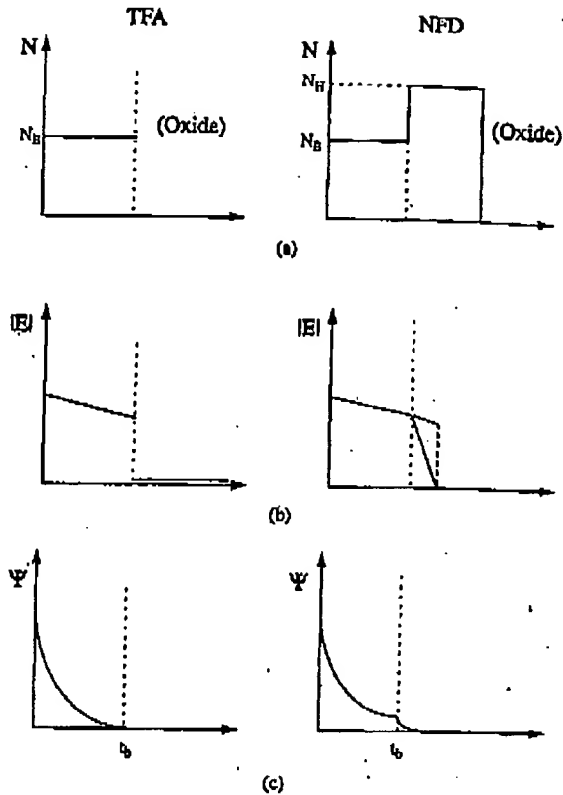 TFA
NFD
N
N
N_H
N_B
N_B
(Oxide)
(Oxide)
(a)
|E|
|E|
(b)
Ψ
Ψ
t_b
t_b
(c)